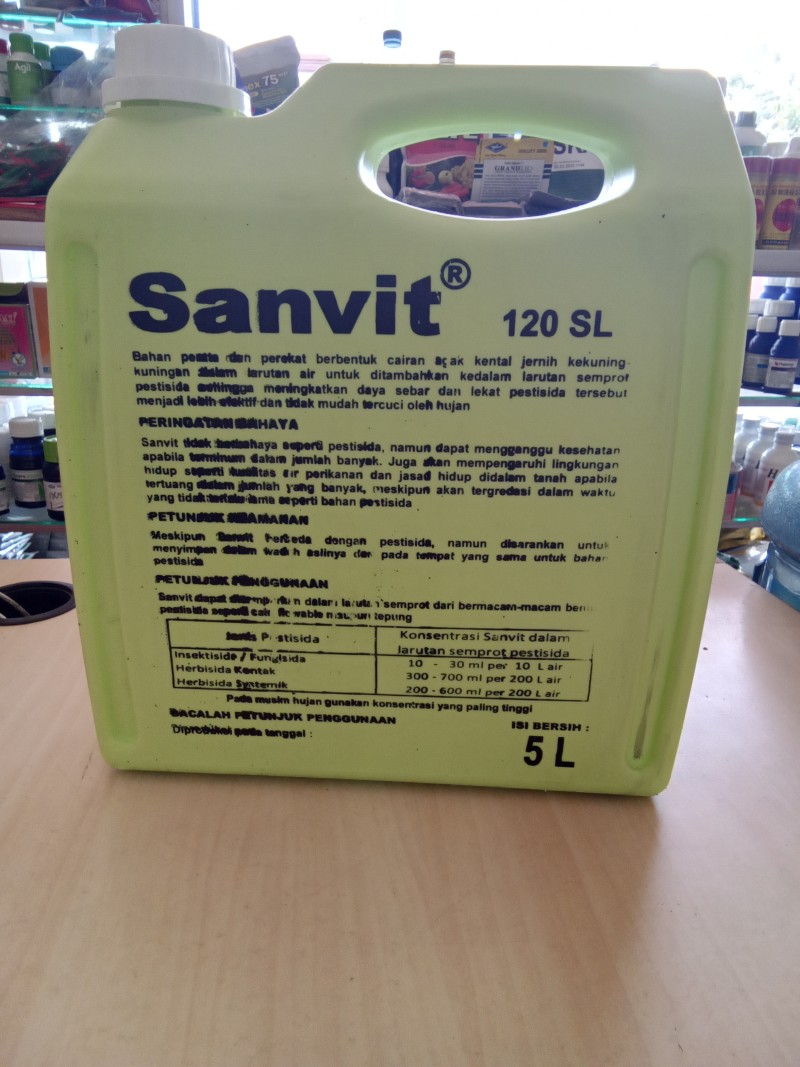 Agil
ex 75
GRANDE
Sanvit®
120 SL
Bahan perata dan perekat berbentuk cairan agak kental jernih kekuning-
kuningan dalam larutan air untuk ditambahkan kedalam larutan semprot
pestisida sehingga meningkatkan daya sebar dan lekat pestisida tersebut
menjadi lebih efektif dan tidak mudah tercuci oleh hujan
PERINGATAN BAHAYA
Sanvit tidak berbahaya seperti pestisida, namun dapat mengganggu kesehatan
apabila terminum dalam jumlah banyak. Juga akan mempengaruhi lingkungan
hidup seperti kualitas air perikanan dan jasad hidup didalam tanah apabila
tertuang dalam jumlah yang banyak, meskipun akan tergredasi dalam waktu
yang tidak terlalu lama seperti bahan pestisida
PETUNJUK KEAMANAN
Meskipun Sanvit berbeda dengan pestisida, namun disarankan untuk
menyimpan dalam wadah aslinya dan pada tempat yang sama untuk bahan
pestisida
PETUNJUK PENGGUNAAN
Sanvit dapat dalam larutan semprot dari bermacam-macam
pestisida seperti cair flowable maupun tepung
Jenis Pestisida
Konsentrasi Sanvit dalam
larutan semprot pestisida
Insektisida / Fungisida
10 - 30 ml per 10 L air
Herbisida Kontak
300 - 700 ml per 200 L air
Herbisida Systemik
200 - 600 ml per 200 L air
Pada musim hujan gunakan konsentrasi yang paling tinggi
BACALAH PETUNJUK PENGGUNAAN
ISI BERSIH :
Diproduksi pada tanggal :
5 L